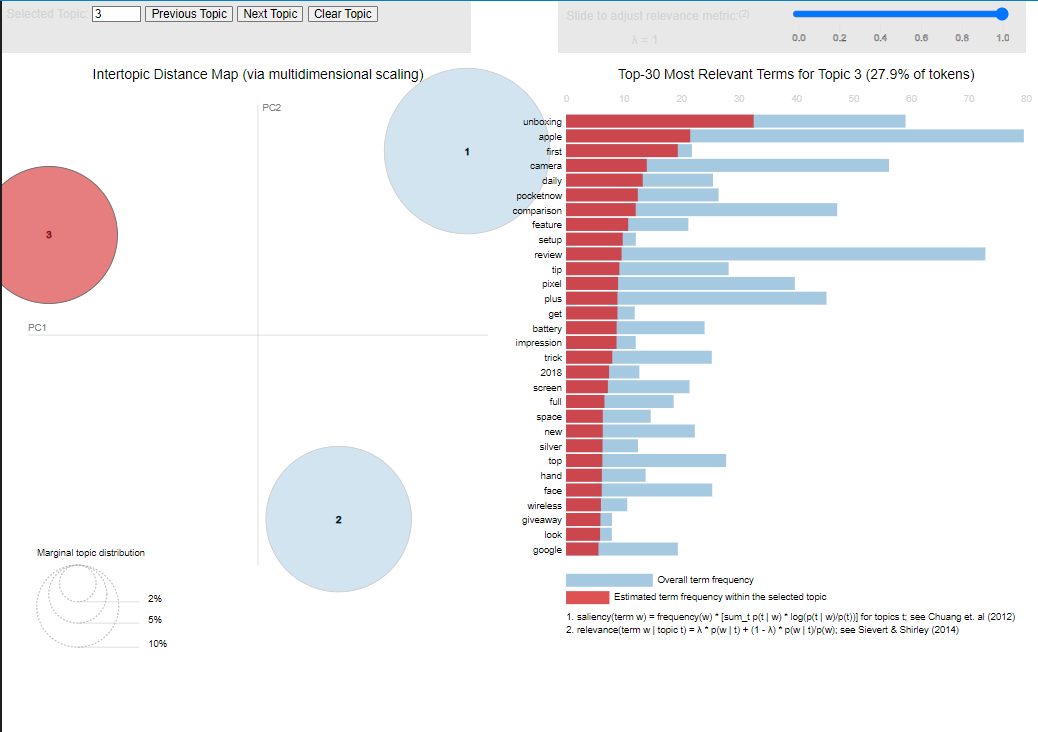 Selected Topic: 3 Previous Topic Next Topic Clear Topic
Slide to adjust relevance metric:(2)
λ = 1
0.0 0.2 0.4 0.6 0.8 1.0
Intertopic Distance Map (via multidimensional scaling)
PC2
PC1
1
3
2
Marginal topic distribution
2%
5%
10%
Top-30 Most Relevant Terms for Topic 3 (27.9% of tokens)
0 10 20 30 40 50 60 70 80
unboxing
apple
first
camera
daily
pocketnow
comparison
feature
setup
review
tip
pixel
plus
get
battery
impression
trick
2018
screen
full
space
new
silver
top
hand
face
wireless
giveaway
look
google
Overall term frequency
Estimated term frequency within the selected topic
1. saliency(term w) = frequency(w) * [sum_t p(t | w) * log(p(t | w)/p(t))] for topics t; see Chuang et. al (2012)
2. relevance(term w | topic t) = λ * p(w | t) + (1 - λ) * p(w | t)/p(w); see Sievert & Shirley (2014)